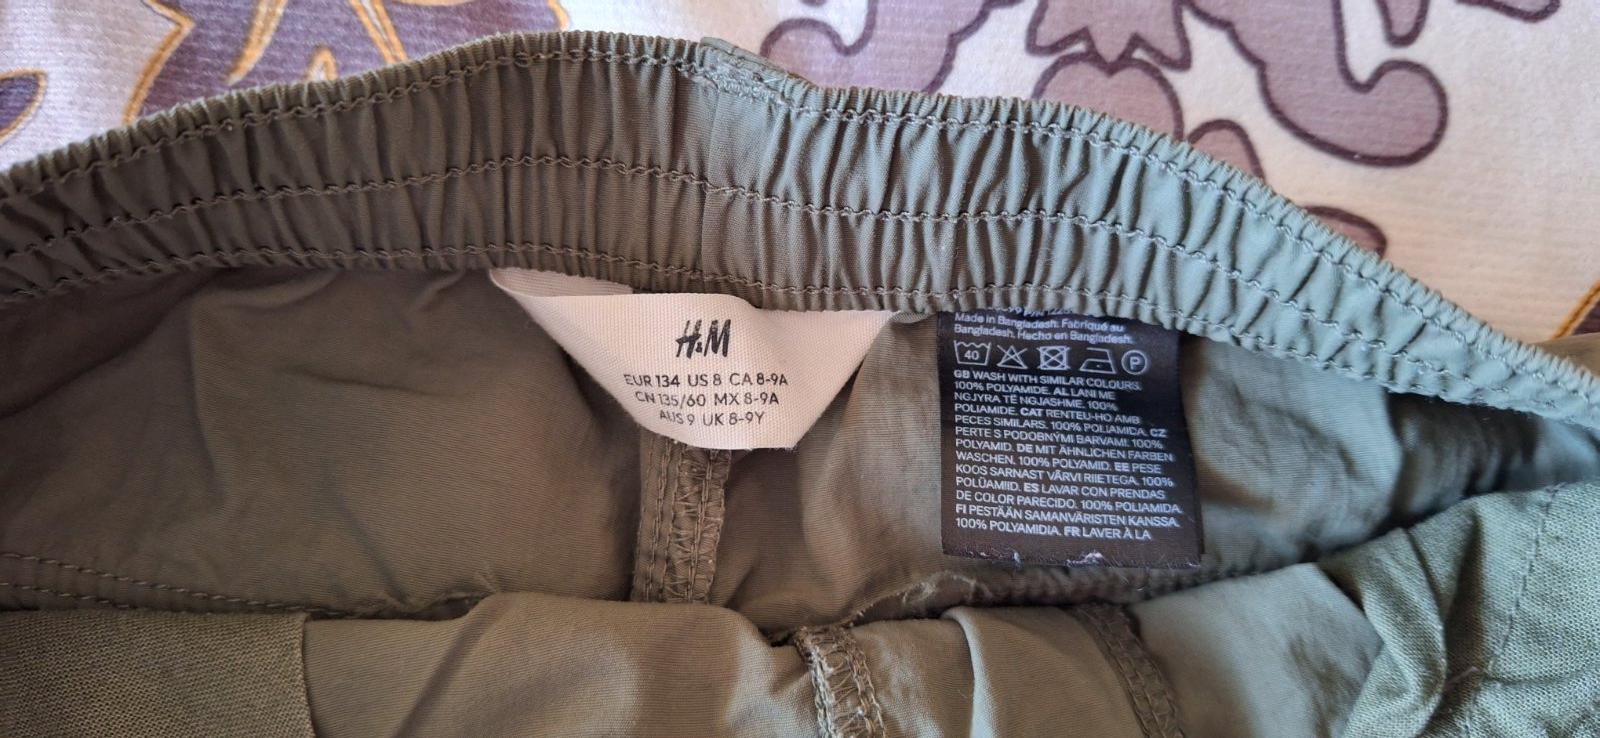 H&M
EUR 134 US 8 CA 8-9A
CN 135/60 MX 8-9A
AUS 9 UK 8-9Y
Made in Bangladesh. Fabriqué au
Bangladesh. Hecho en Bangladesh.
40 P
GB WASH WITH SIMILAR COLOURS.
100% POLYAMIDE. AL LANI ME
NGJYRA TË NGJASHME. 100%
POLIAMIDE. CAT RENTEU-HO AMB
PECES SIMILARS. 100% POLIAMIDA. CZ
PERTE S PODOBNÝMI BARVAMI. 100%
POLYAMID. DE MIT ÄHNLICHEN FARBEN
WASCHEN. 100% POLYAMID. EE PESE
KOOS SARNAST VÄRVI RIIETEGA. 100%
POLÜAMIID. ES LAVAR CON PRENDAS
DE COLOR PARECIDO. 100% POLIAMIDA.
FI PESTÄÄN SAMANVÄRISTEN KANSSA.
100% POLYAMIDIA. FR LAVER À LA